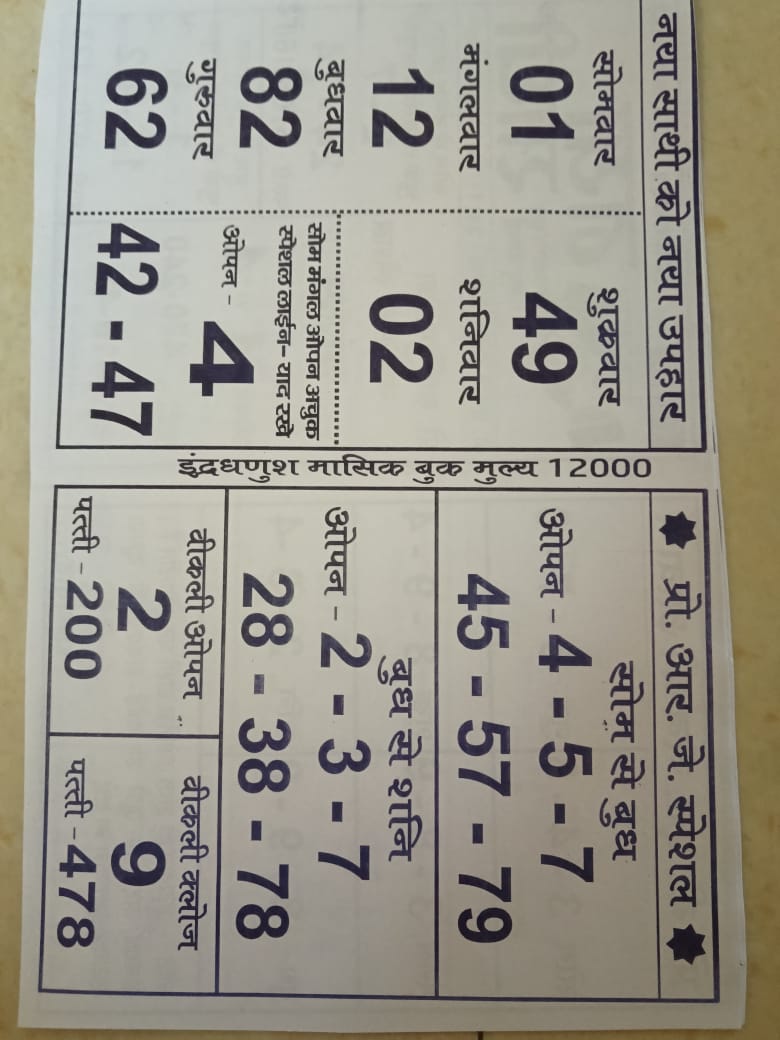 नया साथी को नया उपहार
सोमवार
01
मंगलवार
12
बुधवार
82
गुरुवार
62
शुक्रवार
49
शनिवार
02
सोम मंगळ ओपन अचुक
स्पेशल लाईन - याद रखे
ओपन - 4
42 - 47
इंद्रधणुश मासिक बुक मुल्य 12000
प्रो. आर. जे. स्पेशल
सोम से बुध
ओपन - 4 - 5 - 7
45 - 57 - 79
बुध से शनि
ओपन - 2 - 3 - 7
28 - 38 - 78
वीकली ओपन
2
पत्ती - 200
वीकली क्लोज
9
पत्ती - 478